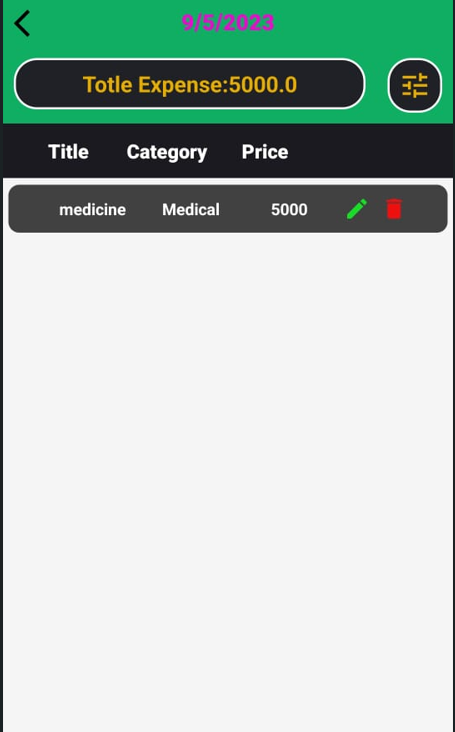 9/5/2023
Totle Expense:5000.0
Title Category Price
medicine Medical 5000